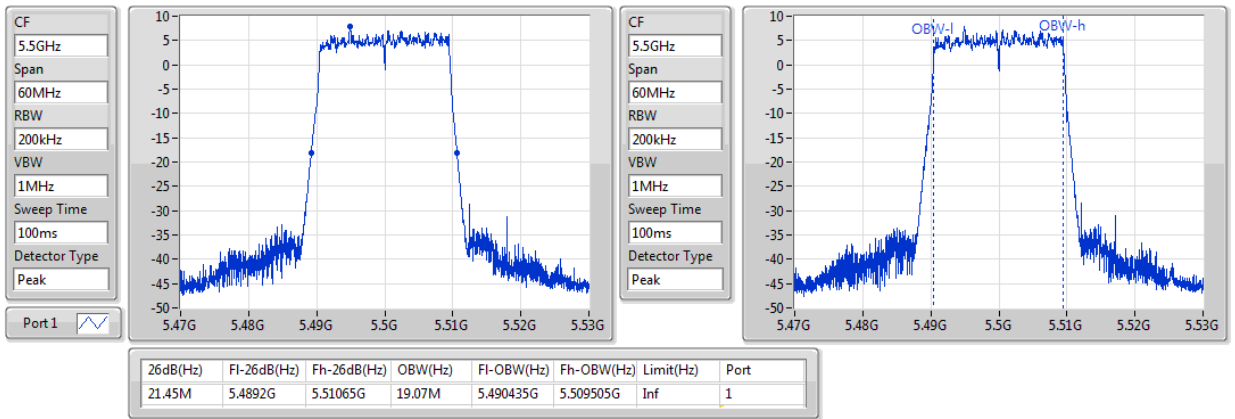 CF
5.5GHz
Span
60MHz
RBW
200kHz
VBW
1MHz
Sweep Time
100ms
Detector Type
Peak
Port 1
10
5
0
-5
-10
-15
-20
-25
-30
-35
-40
-45
-50
5.47G 5.48G 5.49G 5.5G 5.51G 5.52G 5.53G
CF
5.5GHz
Span
60MHz
RBW
200kHz
VBW
1MHz
Sweep Time
100ms
Detector Type
Peak
10
5
0
-5
-10
-15
-20
-25
-30
-35
-40
-45
-50
OBW-l OBW-h
5.47G 5.48G 5.49G 5.5G 5.51G 5.52G 5.53G
26dB(Hz) Fl-26dB(Hz) Fh-26dB(Hz) OBW(Hz) Fl-OBW(Hz) Fh-OBW(Hz) Limit(Hz) Port
21.45M 5.4892G 5.51065G 19.07M 5.490435G 5.509505G Inf 1